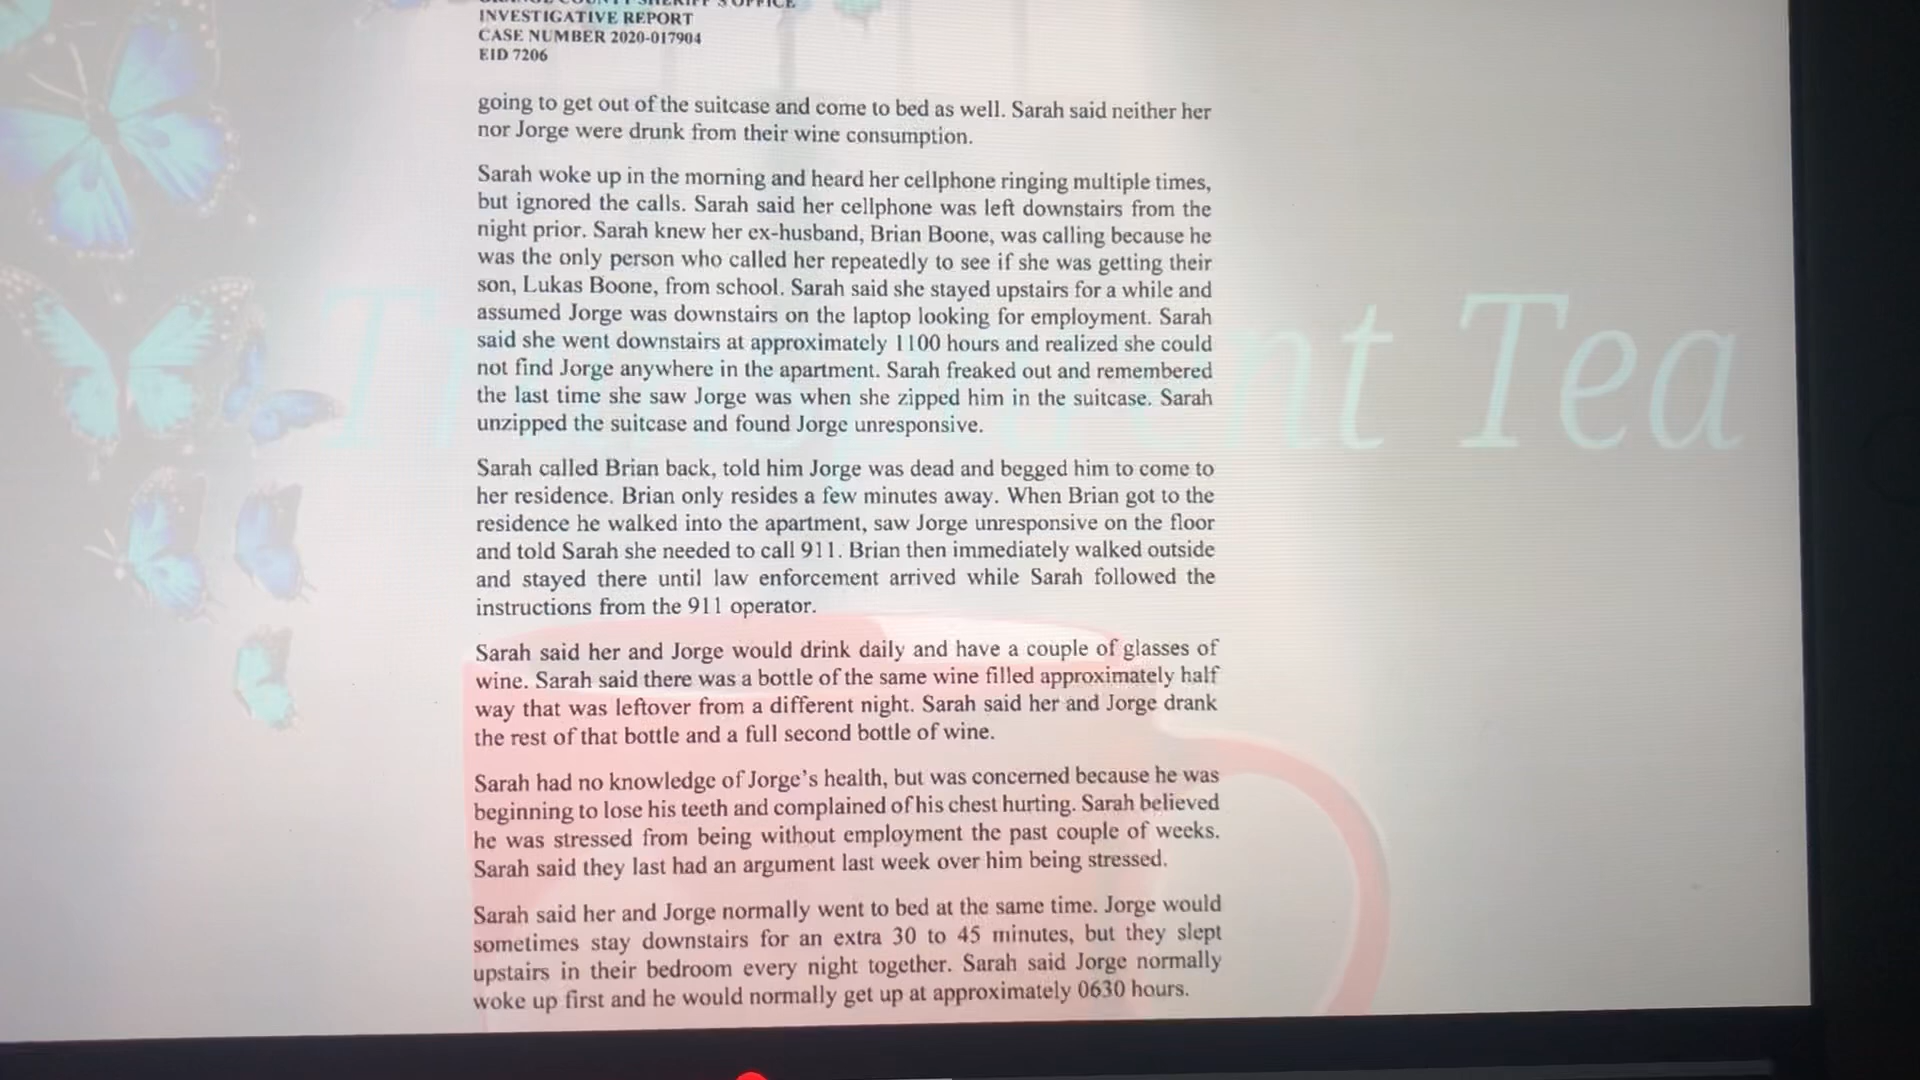 INVESTIGATIVE REPORT
CASE NUMBER 2020-017904
EID 7206
going to get out of the suitcase and come to bed as well. Sarah said neither her
nor Jorge were drunk from their wine consumption.
Sarah woke up in the morning and heard her cellphone ringing multiple times,
but ignored the calls. Sarah said her cellphone was left downstairs from the
night prior. Sarah knew her ex-husband, Brian Boone, was calling because he
was the only person who called her repeatedly to see if she was getting their
son, Lukas Boone, from school. Sarah said she stayed upstairs for a while and
assumed Jorge was downstairs on the laptop looking for employment. Sarah
said she went downstairs at approximately 1100 hours and realized she could
not find Jorge anywhere in the apartment. Sarah freaked out and remembered
the last time she saw Jorge was when she zipped him in the suitcase. Sarah
unzipped the suitcase and found Jorge unresponsive.
Sarah called Brian back, told him Jorge was dead and begged him to come to
her residence. Brian only resides a few minutes away. When Brian got to the
residence he walked into the apartment, saw Jorge unresponsive on the floor
and told Sarah she needed to call 911. Brian then immediately walked outside
and stayed there until law enforcement arrived while Sarah followed the
instructions from the 911 operator.
Sarah said her and Jorge would drink daily and have a couple of glasses of
wine. Sarah said there was a bottle of the same wine filled approximately half
way that was leftover from a different night. Sarah said her and Jorge drank
the rest of that bottle and a full second bottle of wine.
Sarah had no knowledge of Jorge's health, but was concerned because he was
beginning to lose his teeth and complained of his chest hurting. Sarah believed
he was stressed from being without employment the past couple of weeks.
Sarah said they last had an argument last week over him being stressed.
Sarah said her and Jorge normally went to bed at the same time. Jorge would
sometimes stay downstairs for an extra 30 to 45 minutes, but they slept
upstairs in their bedroom every night together. Sarah said Jorge normally
woke up first and he would normally get up at approximately 0630 hours.
Tea